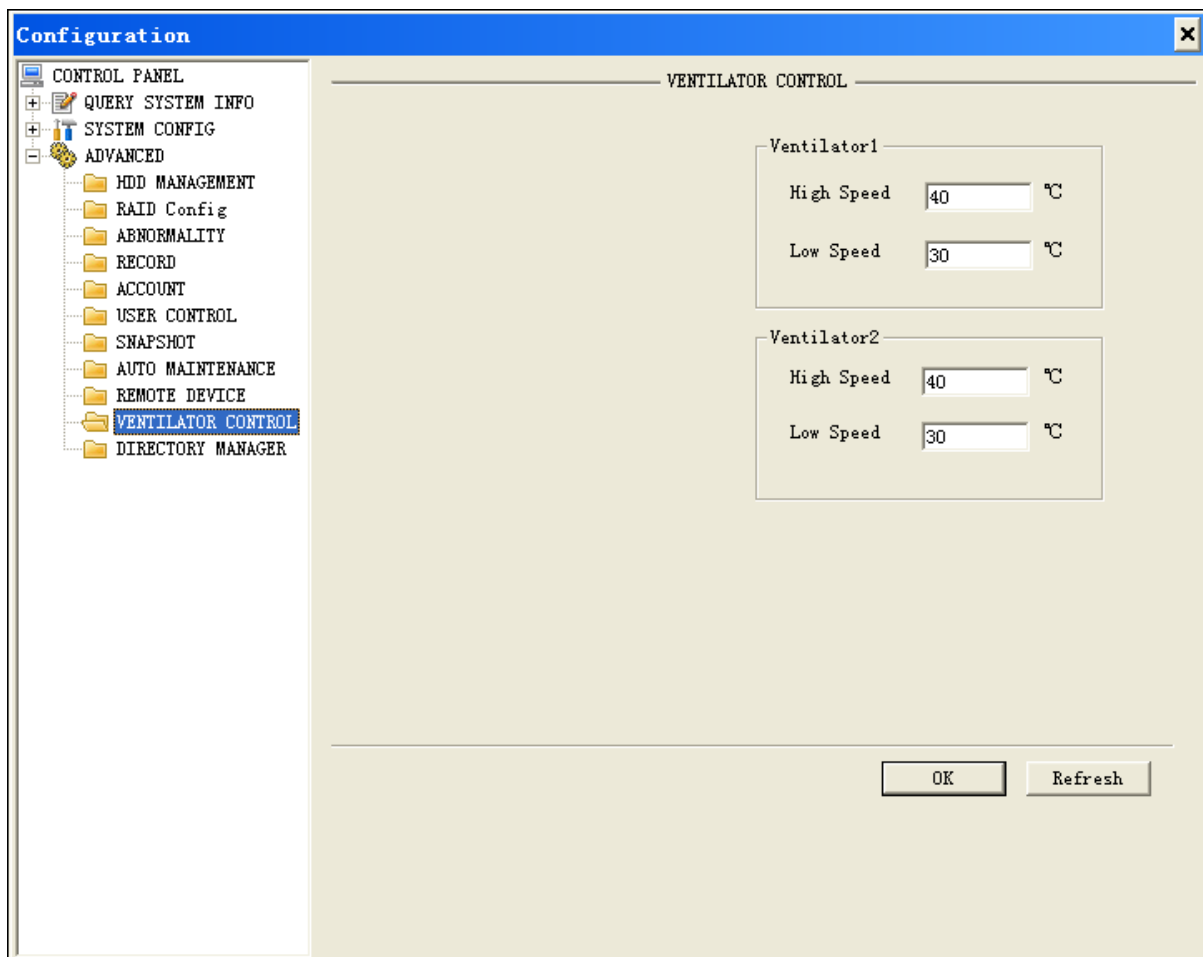 Configuration
CONTROL PANEL
QUERY SYSTEM INFO
SYSTEM CONFIG
ADVANCED
HDD MANAGEMENT
RAID Config
ABNORMALITY
RECORD
ACCOUNT
USER CONTROL
SNAPSHOT
AUTO MAINTENANCE
REMOTE DEVICE
VENTILATOR CONTROL
DIRECTORY MANAGER
VENTILATOR CONTROL
Ventilator1
High Speed 40 ℃
Low Speed 30 ℃
Ventilator2
High Speed 40 ℃
Low Speed 30 ℃
OK Refresh